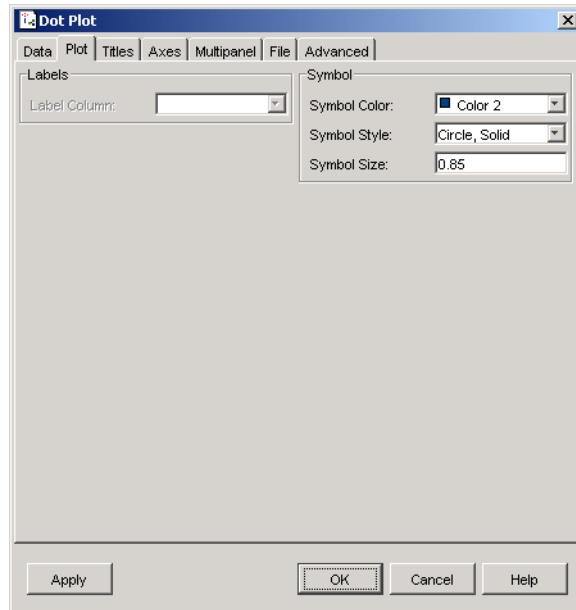 Dot Plot
Data Plot Titles Axes Multipanel File Advanced
Labels
Label Column:
Symbol
Symbol Color: Color 2
Symbol Style: Circle, Solid
Symbol Size: 0.85
Apply OK Cancel Help